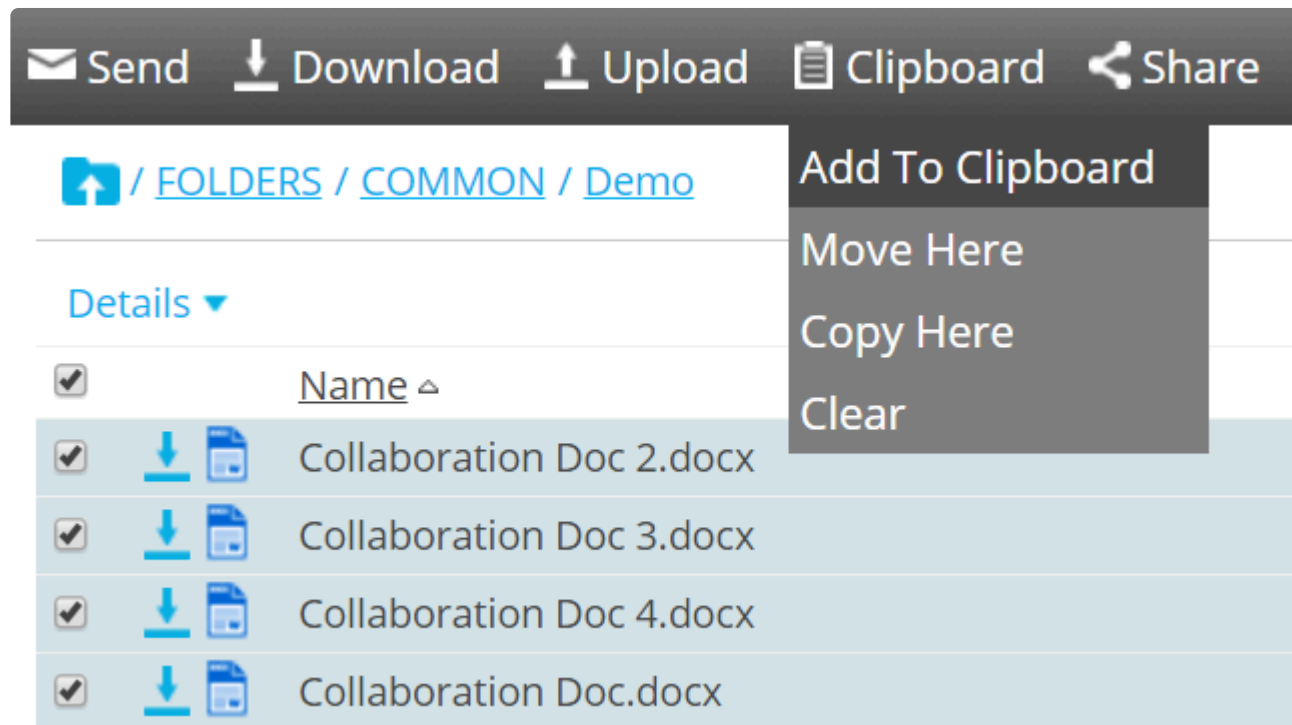 Send Download Upload Clipboard Share
/ FOLDERS / COMMON / Demo
Add To Clipboard
Move Here
Copy Here
Clear
Details
Name
Collaboration Doc 2.docx
Collaboration Doc 3.docx
Collaboration Doc 4.docx
Collaboration Doc.docx